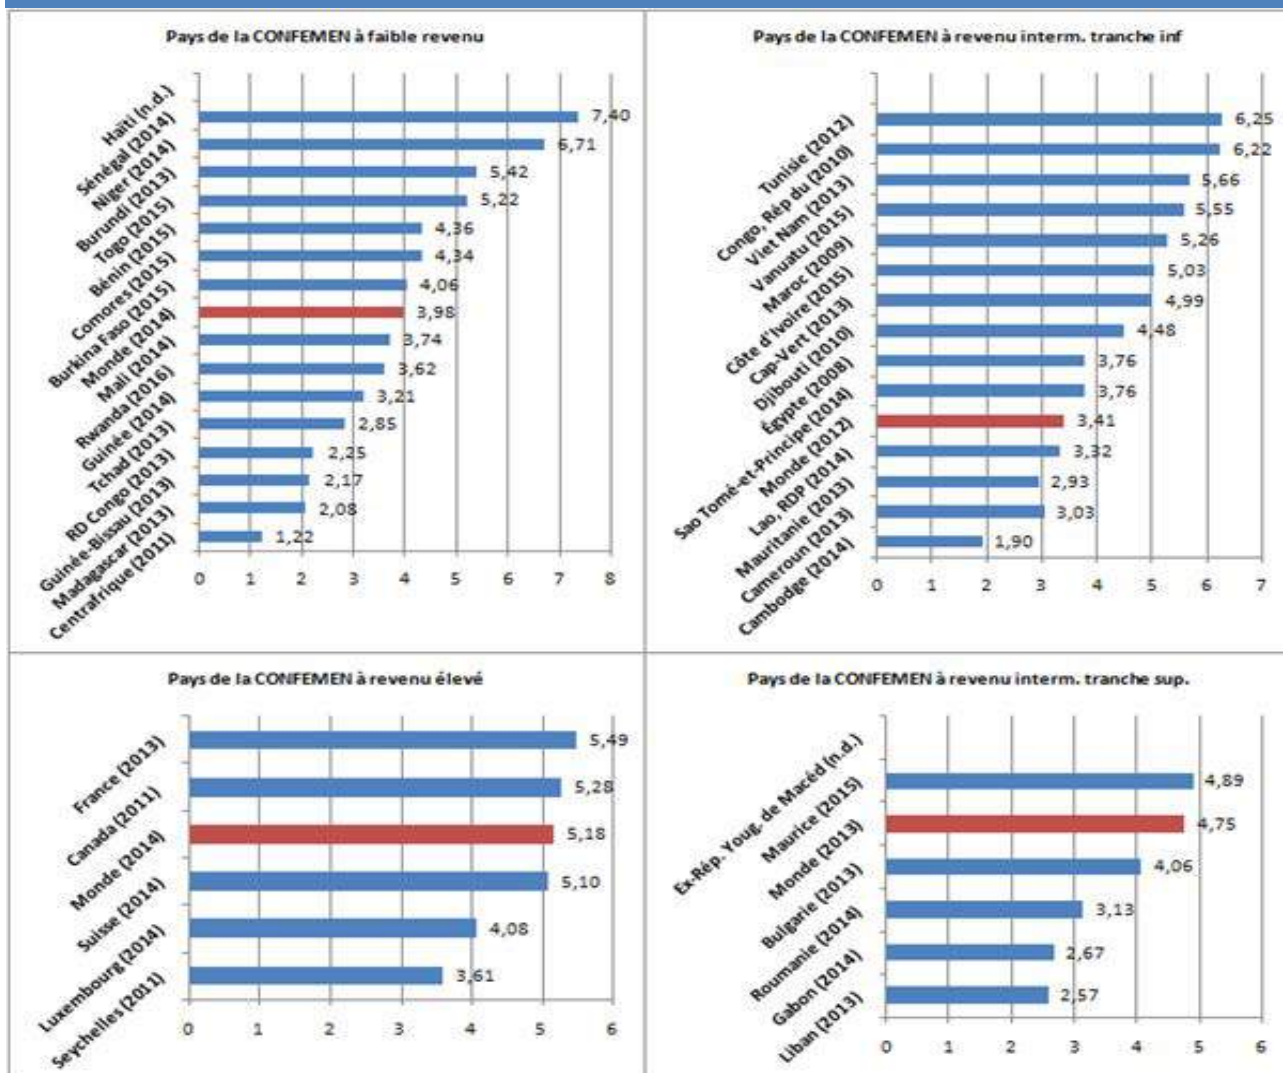 Pays de la CONFEMEN à faible revenu
Haïti (n.d.)
Sénégal (2014) 7,40
Niger (2014) 6,71
Burundi (2013) 5,42
Togo (2015) 5,22
Bénin (2015) 4,36
Comores (2015) 4,34
Burkina Faso (2015) 4,06
Monde (2014) 3,98
Mali (2014) 3,74
Rwanda (2016) 3,62
Guinée (2014) 3,21
Tchad (2013) 2,85
RD Congo (2013) 2,25
Guinée-Bissau (2013) 2,17
Madagascar (2013) 2,08
Centrafrique (2011) 1,22
0 1 2 3 4 5 6 7 8
Pays de la CONFEMEN à revenu interm. tranche inf
Tunisie (2012) 6,25
Congo, Rép du (2010) 6,22
Viet Nam (2013) 5,66
Vanuatu (2015) 5,55
Maroc (2009) 5,26
Côte d'Ivoire (2015) 5,03
Cap-Vert (2013) 4,99
Djibouti (2010) 4,48
Égypte (2008) 3,76
Sao Tomé-et-Principe (2014) 3,76
Monde (2012) 3,41
Lao, RDP (2014) 3,32
Mauritanie (2013) 2,93
Cameroun (2013) 3,03
Cambodge (2014) 1,90
0 1 2 3 4 5 6 7
Pays de la CONFEMEN à revenu élevé
France (2013) 5,49
Canada (2011) 5,28
Monde (2014) 5,18
Suisse (2014) 5,10
Luxembourg (2014) 4,08
Seychelles (2011) 3,61
0 1 2 3 4 5 6
Pays de la CONFEMEN à revenu interm. tranche sup.
Ex-Rép. Youg. de Macéd (n.d.)
Maurice (2015) 4,89
Monde (2013) 4,75
Bulgarie (2013) 4,06
Roumanie (2014) 3,13
Gabon (2014) 2,67
Liban (2013) 2,57
0 1 2 3 4 5 6